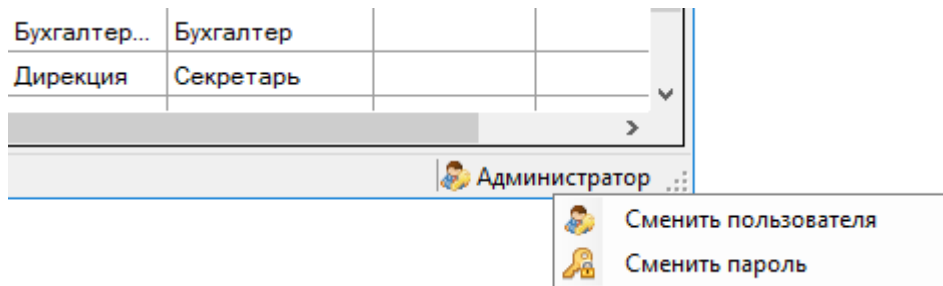 Бухгалтер... Бухгалтер
Дирекция Секретарь
Администратор
Сменить пользователя
Сменить пароль